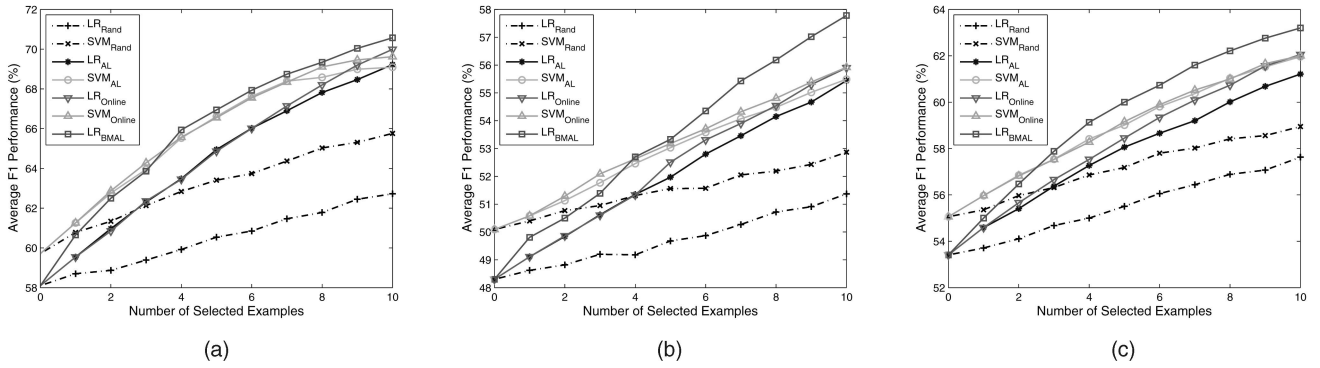 72
70
68
66
64
62
60
58
0
2
4
6
8
10
Average F1 Performance (%)
Number of Selected Examples
LR_Rand
SVM_Rand
LR_AL
SVM_AL
LR_Online
SVM_Online
LR_BMAL
(a)
58
57
56
55
54
53
52
51
50
49
48
0
2
4
6
8
10
Average F1 Performance (%)
Number of Selected Examples
LR_Rand
SVM_Rand
LR_AL
SVM_AL
LR_Online
SVM_Online
LR_BMAL
(b)
64
62
60
58
56
54
52
0
2
4
6
8
10
Average F1 Performance (%)
Number of Selected Examples
LR_Rand
SVM_Rand
LR_AL
SVM_AL
LR_Online
SVM_Online
LR_BMAL
(c)